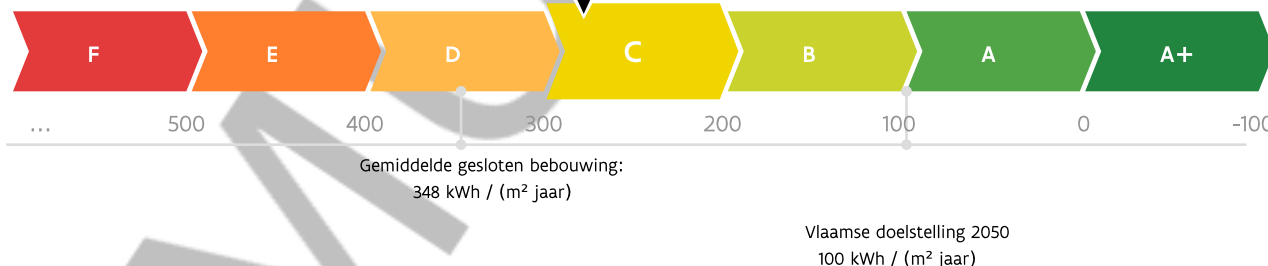 F E D C B A A+
... 500 400 300 200 100 0 -100
Gemiddelde gesloten bebouwing:
348 kWh / (m² jaar)
Vlaamse doelstelling 2050
100 kWh / (m² jaar)